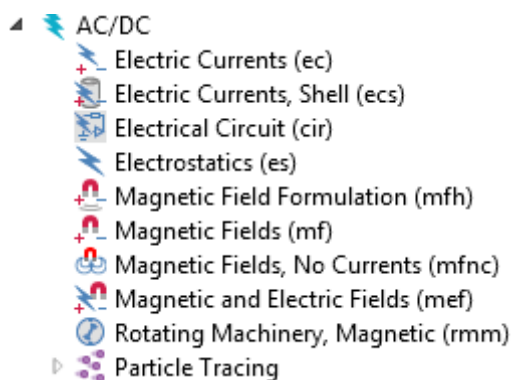 AC/DC
Electric Currents (ec)
Electric Currents, Shell (ecs)
Electrical Circuit (cir)
Electrostatics (es)
Magnetic Field Formulation (mfh)
Magnetic Fields (mf)
Magnetic Fields, No Currents (mfnc)
Magnetic and Electric Fields (mef)
Rotating Machinery, Magnetic (rmm)
Particle Tracing